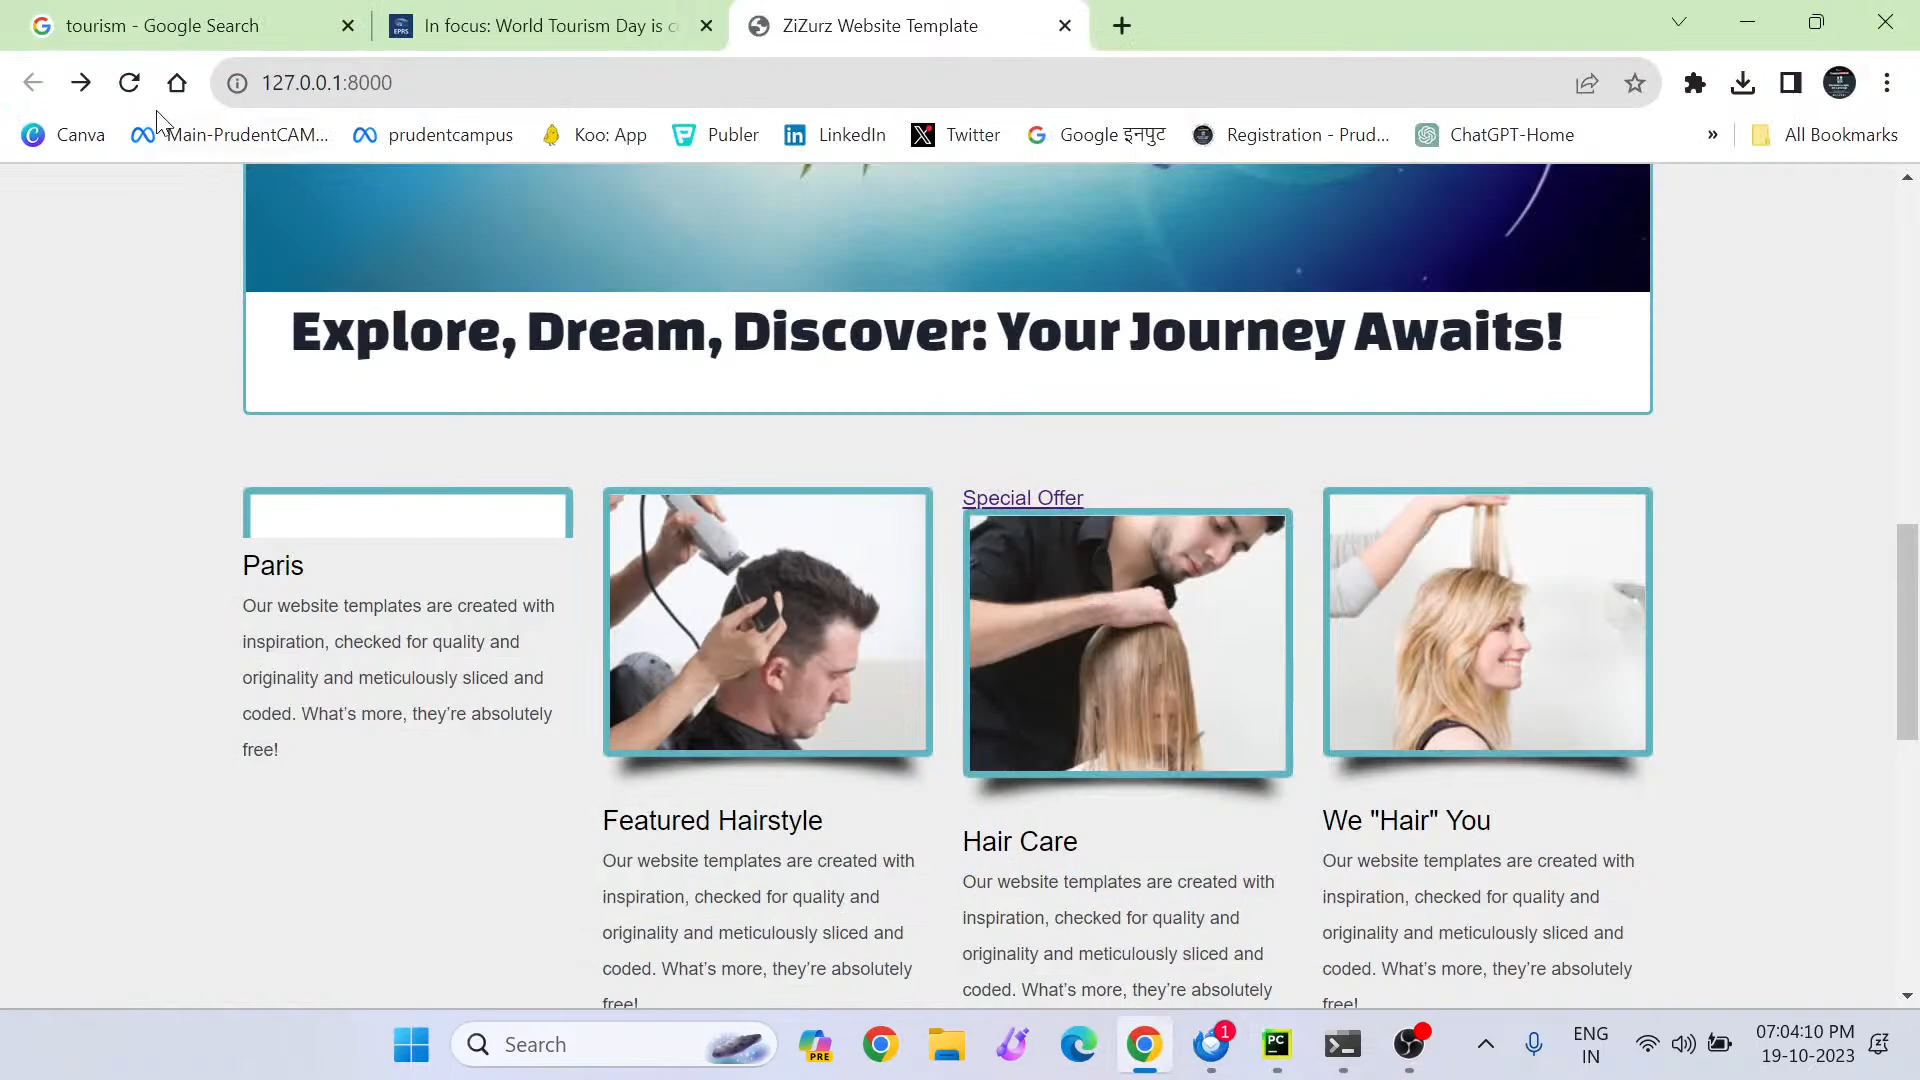 tourism - Google Search
In focus: World Tourism Day is c
ZiZurz Website Template
127.0.0.1:8000
Canva
Main-PrudentCAM...
prudentcampus
Koo: App
Publer
LinkedIn
Twitter
Google इनपुट
Registration - Prud...
ChatGPT-Home
»
All Bookmarks
Explore, Dream, Discover: Your Journey Awaits!
Paris
Our website templates are created with
inspiration, checked for quality and
originality and meticulously sliced and
coded. What's more, they're absolutely
free!
Featured Hairstyle
Our website templates are created with
inspiration, checked for quality and
originality and meticulously sliced and
coded. What's more, they're absolutely
free!
Special Offer
Hair Care
Our website templates are created with
inspiration, checked for quality and
originality and meticulously sliced and
coded. What's more, they're absolutely
We "Hair" You
Our website templates are created with
inspiration, checked for quality and
originality and meticulously sliced and
coded. What's more, they're absolutely
free!
Search
PRE
1
PC
ENG
IN
07:04:10 PM
19-10-2023